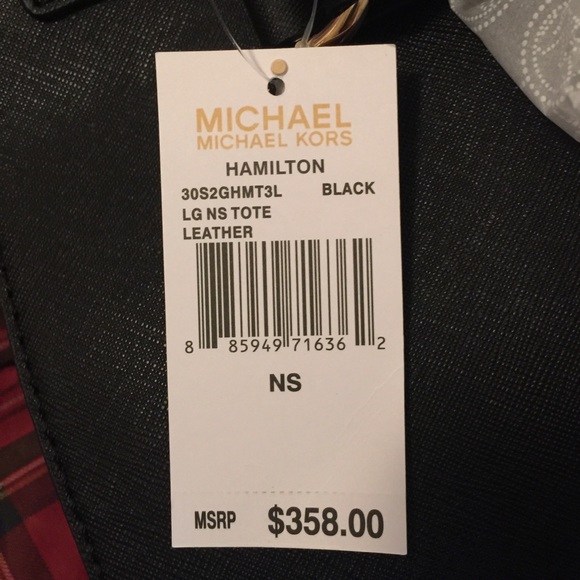 MICHAEL
MICHAEL KORS
HAMILTON
30S2GHMT3L BLACK
LG NS TOTE
LEATHER
8 85949 71636 2
NS
MSRP $358.00